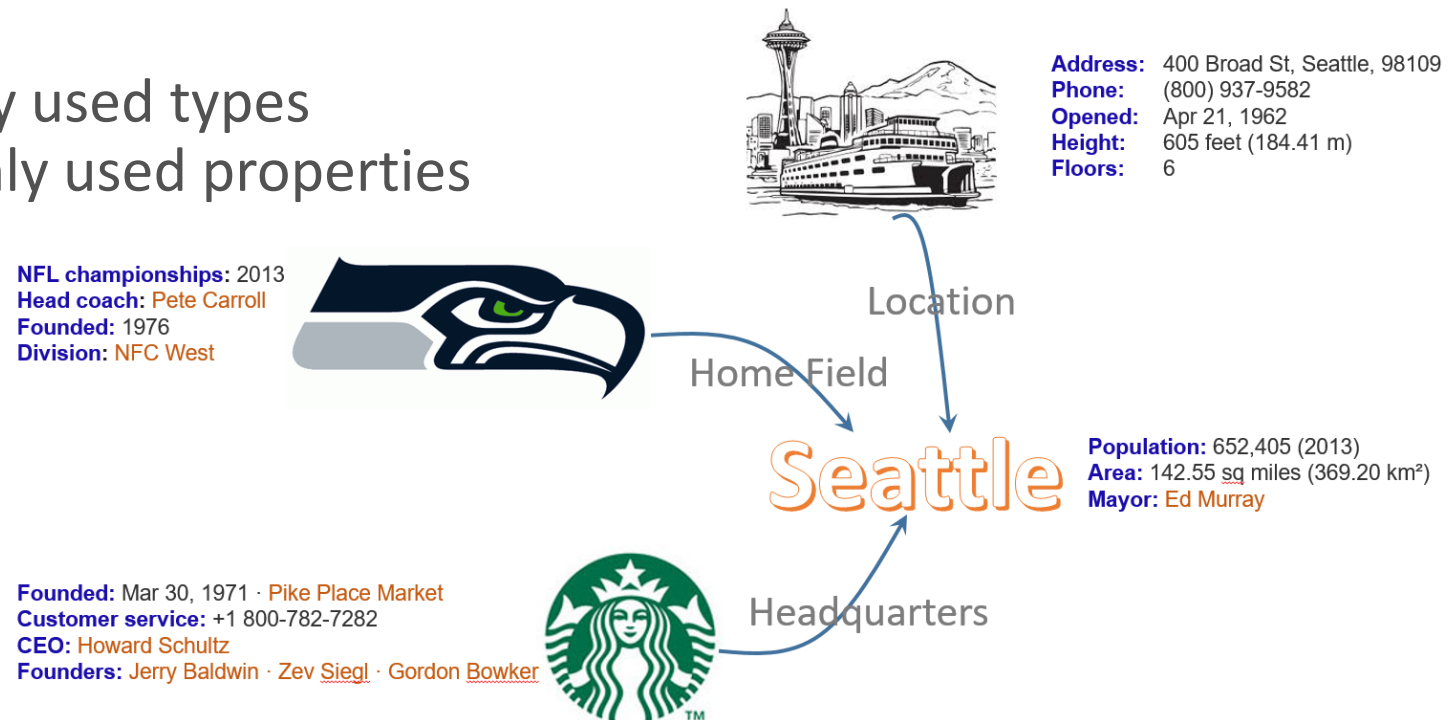 y used types
nly used properties
Address: 400 Broad St, Seattle, 98109
Phone: (800) 937-9582
Opened: Apr 21, 1962
Height: 605 feet (184.41 m)
Floors: 6
NFL championships: 2013
Head coach: Pete Carroll
Founded: 1976
Division: NFC West
Location
Home Field
Seattle
Population: 652,405 (2013)
Area: 142.55 sq miles (369.20 km²)
Mayor: Ed Murray
Founded: Mar 30, 1971 · Pike Place Market
Customer service: +1 800-782-7282
CEO: Howard Schultz
Founders: Jerry Baldwin · Zev Siegl · Gordon Bowker
Headquarters
TM